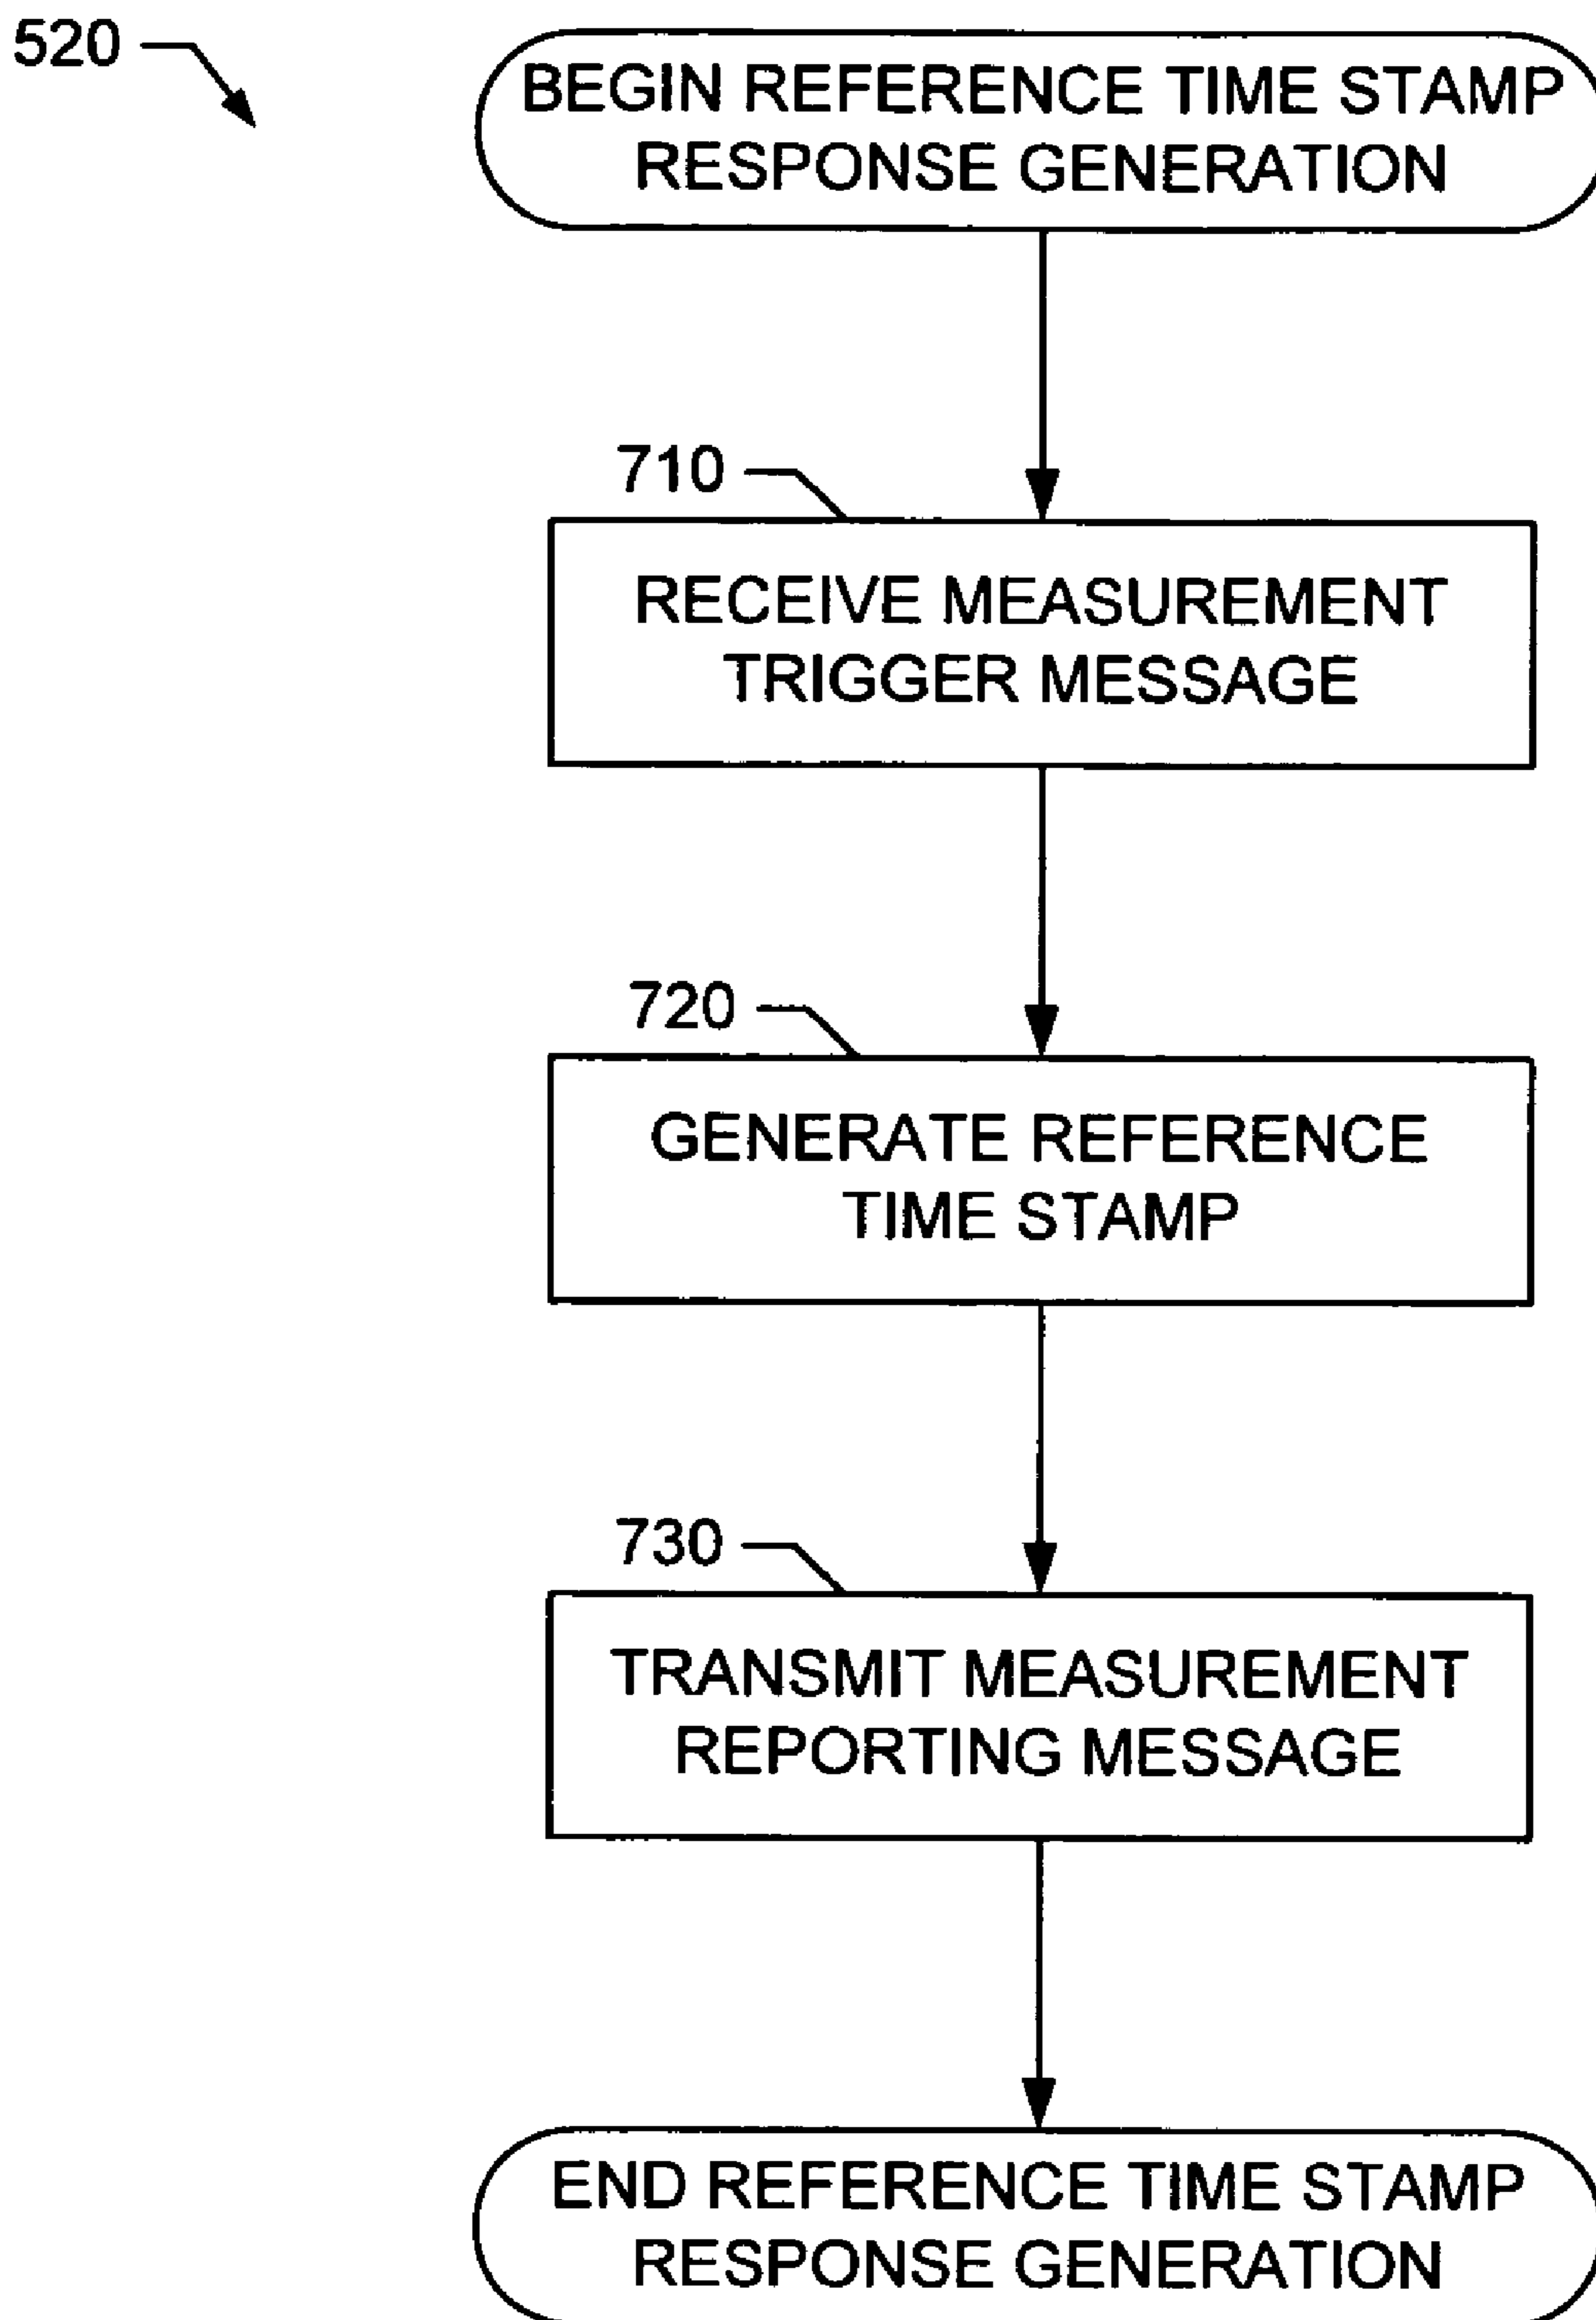 520
BEGIN REFERENCE TIME STAMP
RESPONSE GENERATION
710
RECEIVE MEASUREMENT
TRIGGER MESSAGE
720
GENERATE REFERENCE
TIME STAMP
730
TRANSMIT MEASUREMENT
REPORTING MESSAGE
END REFERENCE TIME STAMP
RESPONSE GENERATION